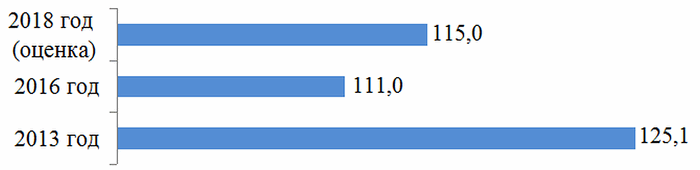 2018 год
(оценка)
115,0
2016 год
111,0
2013 год
125,1